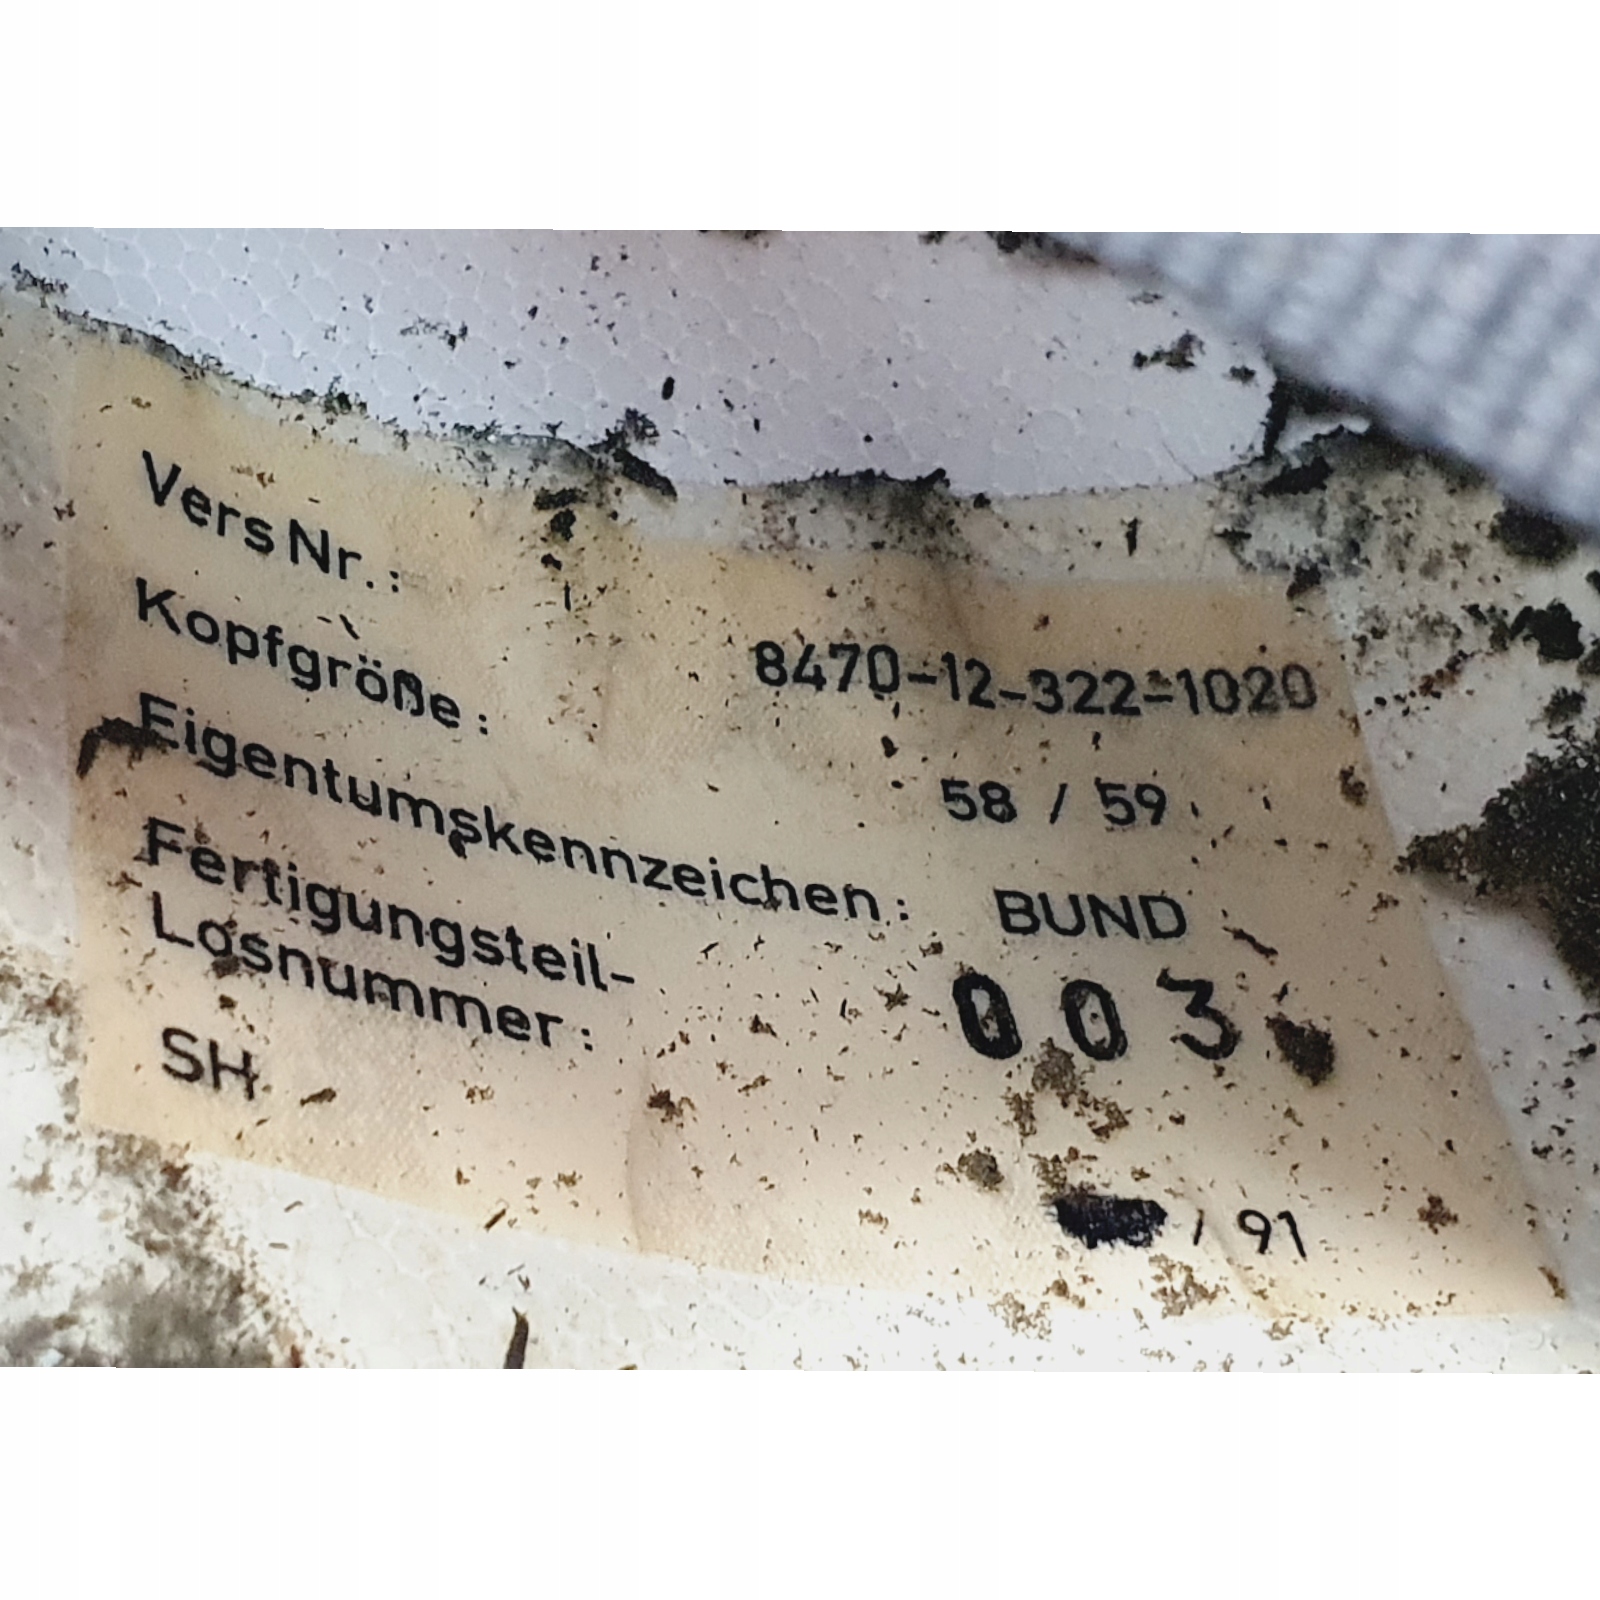 Vers Nr.: 8470-12-322-1020
Kopfgröße: 58 / 59
Eigentumskennzeichen: BUND
Fertigungsteil-
Losnummer: 003
SH / 91